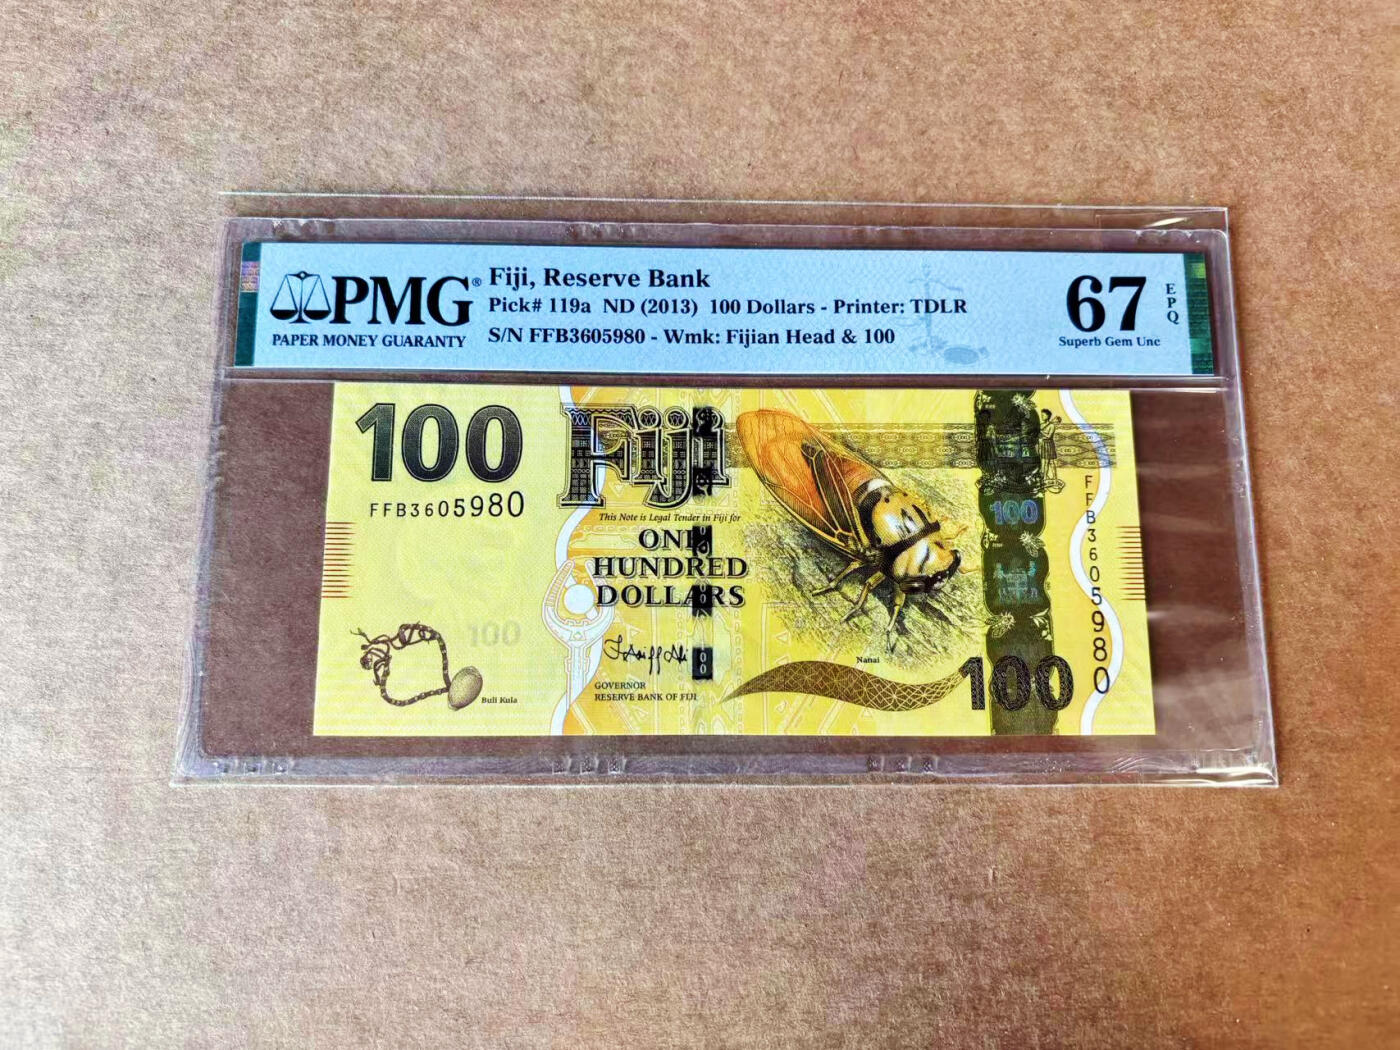 PMG®
PAPER MONEY GUARANTY
Fiji, Reserve Bank
Pick# 119a ND (2013) 100 Dollars - Printer: TDLR
S/N FFB3605980 - Wmk: Fijian Head & 100
67
EPQ
Superb Gem Unc
100
FFB3605980
Fiji
This Note is Legal Tender in Fiji for
ONE
HUNDRED
DOLLARS
GOVERNOR
RESERVE BANK OF FIJI
100
Buli Kula
Nanai
100
100
FFB3605980